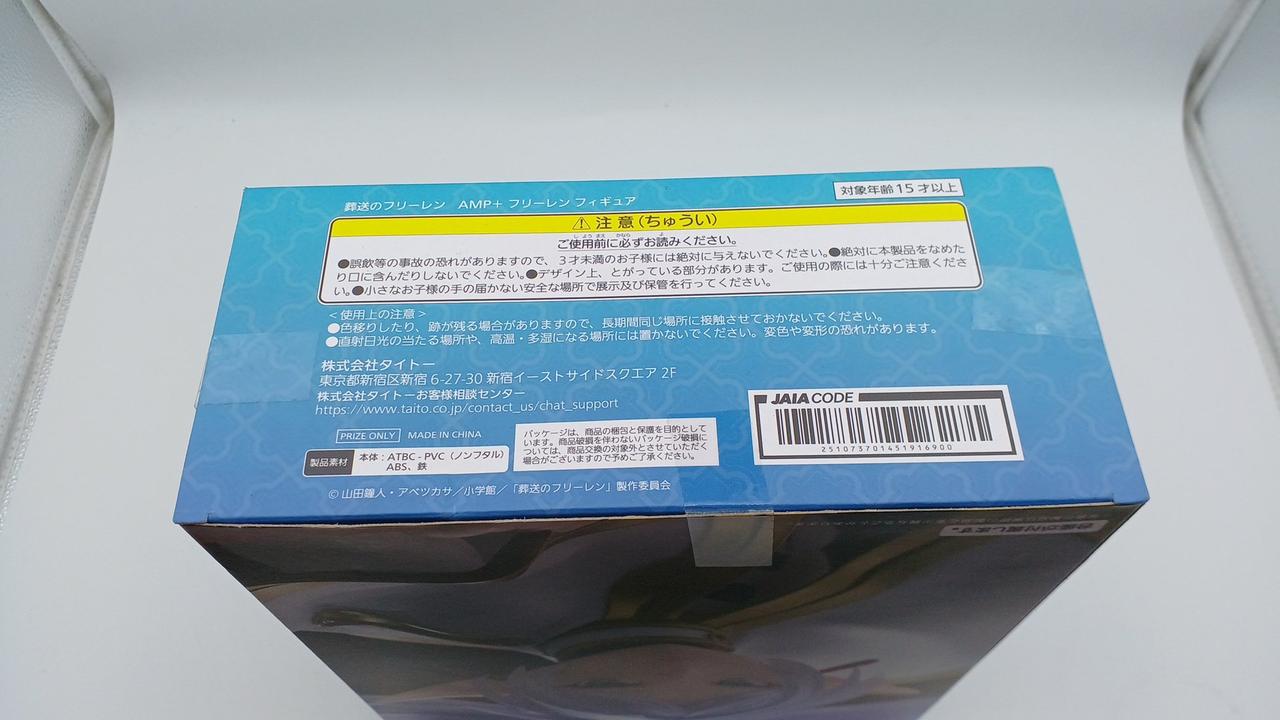 葬送のフリーレン AMP+ フリーレン フィギュア
対象年齢15才以上
⚠注意(ちゅうい)
ご使用前に必ずお読みください。
●誤飲等の事故の恐れがありますので、3才未満のお子様には絶対に与えないでください。●絶対に本製品をなめた
り口に含んだりしないでください。●デザイン上、とがっている部分があります。ご使用の際には十分ご注意くださ
い。●小さなお子様の手の届かない安全な場所で展示及び保管を行ってください。
<使用上の注意>
●色移りしたり、跡が残る場合がありますので、長期間同じ場所に接触させておかないでください。
●直射日光の当たる場所や、高温・多湿になる場所には置かないでください。変色や変形の恐れがあります。
株式会社タイトー
東京都新宿区新宿 6-27-30 新宿イーストサイドスクエア 2F
株式会社タイトーお客様相談センター
https://www.taito.co.jp/contact_us/chat_support
PRIZE ONLY MADE IN CHINA
製品素材 本体:ATBC-PVC(ノンフタル)
ABS、鉄
パッケージは、商品の梱包と保護を目的として
います。商品破損を伴わないパッケージ破損に
ついては、商品交換の対象外とさせていただく
場合がございますので予めご了承ください。
JAIA CODE
251073701451916900
© 山田鐘人・アベツカサ/小学館/「葬送のフリーレン」製作委員会
台座が付属します。